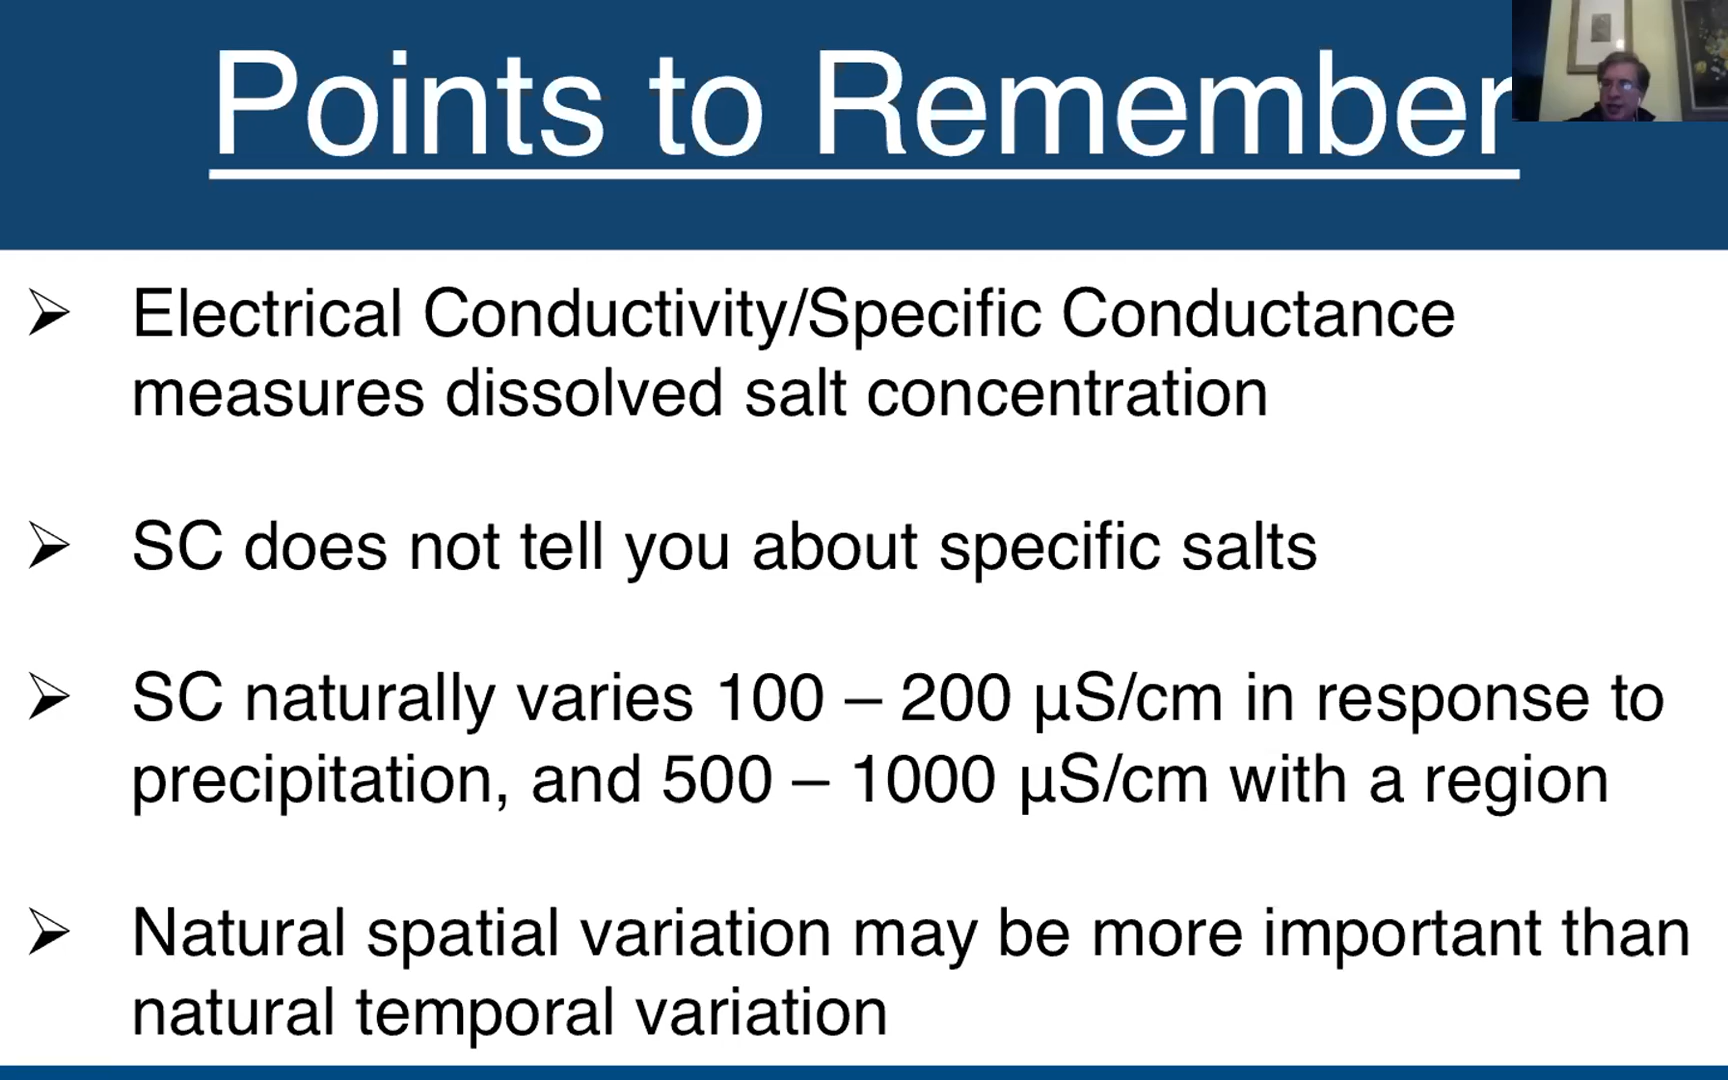 Points to Remember
Electrical Conductivity/Specific Conductance
measures dissolved salt concentration
SC does not tell you about specific salts
SC naturally varies 100 – 200 µS/cm in response to
precipitation, and 500 – 1000 µS/cm with a region
Natural spatial variation may be more important than
natural temporal variation